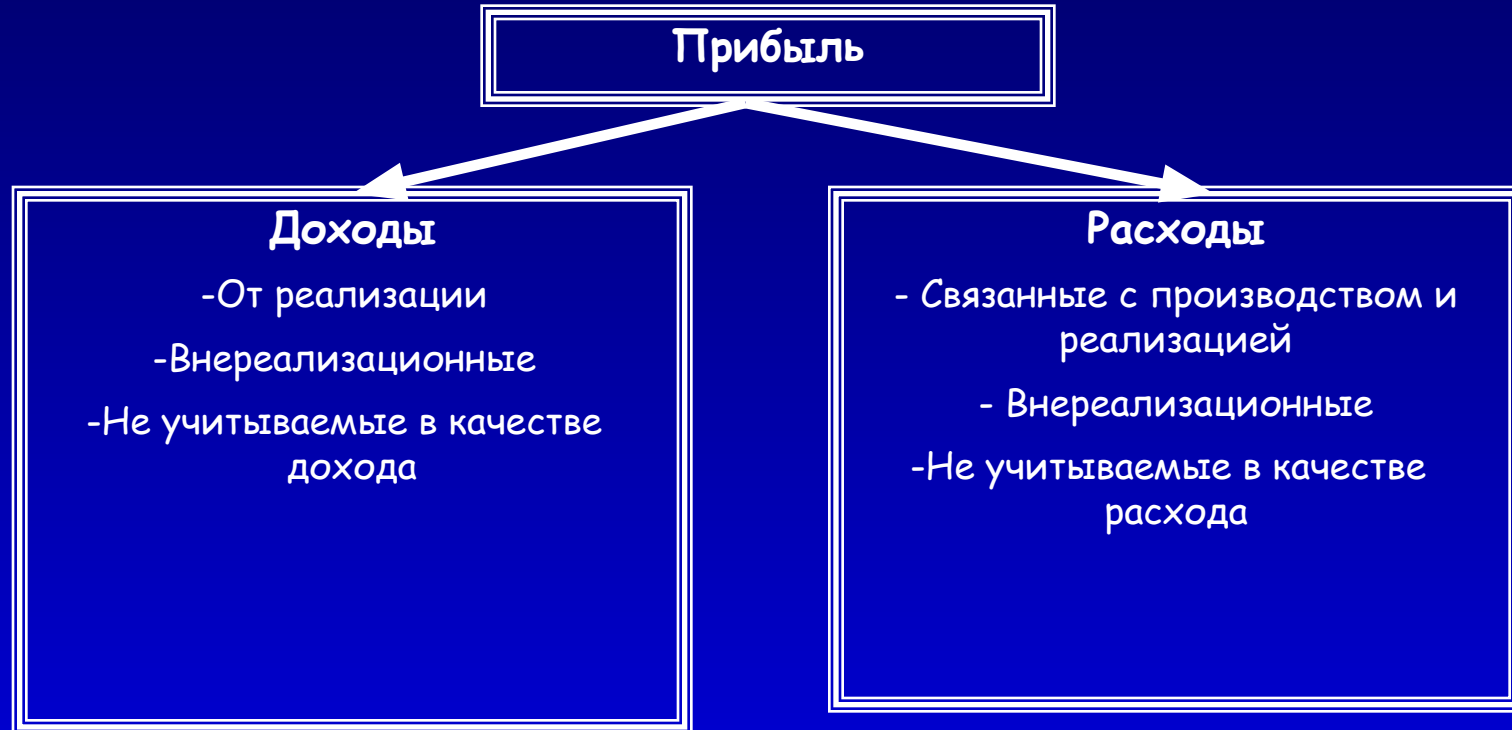 Прибыль
Доходы
-От реализации
-Внереализационные
-Не учитываемые в качестве
дохода
Расходы
- Связанные с производством и
реализацией
- Внереализационные
-Не учитываемые в качестве
расхода